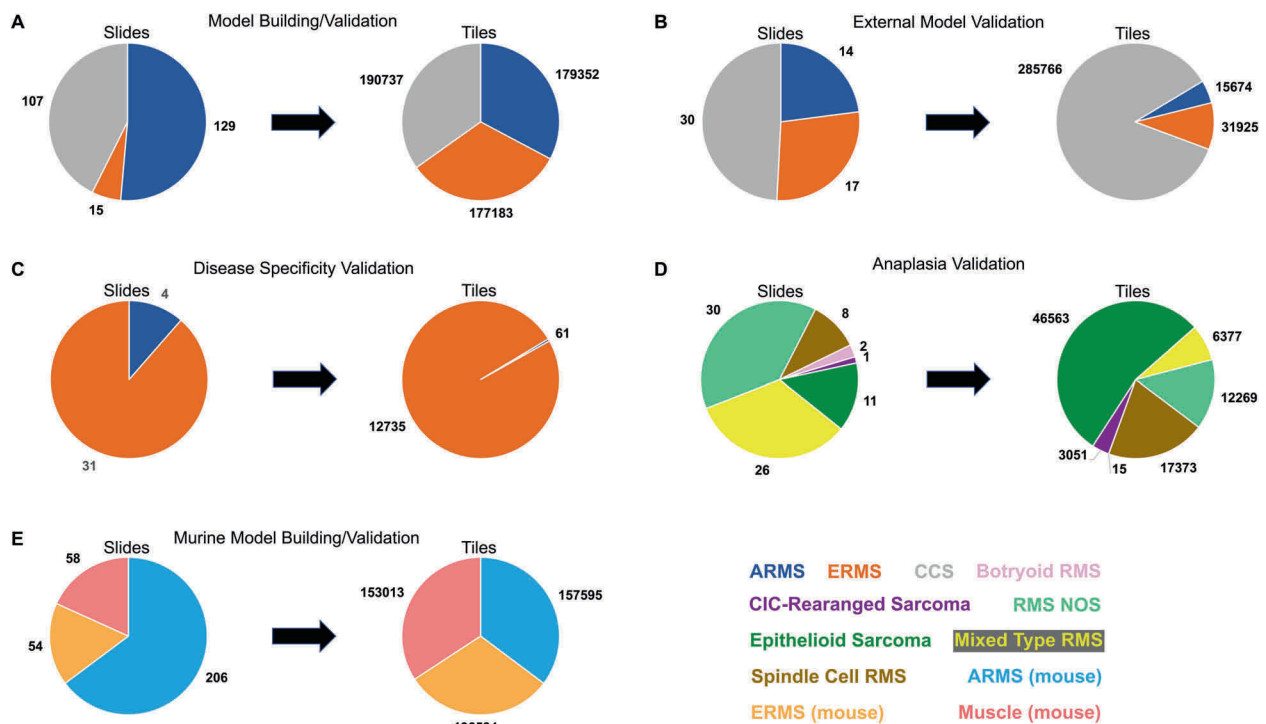 A Model Building/Validation
Slides Tiles
107 129 15
190737 179352 177183
B External Model Validation
Slides Tiles
14 30 17
285766 15674 31925
C Disease Specificity Validation
Slides Tiles
4 31
61 12735
D Anaplasia Validation
Slides Tiles
30 8 2 1 11 26
46563 6377 12269 3051 15 17373
E Murine Model Building/Validation
Slides Tiles
58 54 206
153013 157595
ARMS ERMS CCS Botryoid RMS
CIC-Rearanged Sarcoma RMS NOS
Epithelioid Sarcoma Mixed Type RMS
Spindle Cell RMS ARMS (mouse)
ERMS (mouse) Muscle (mouse)